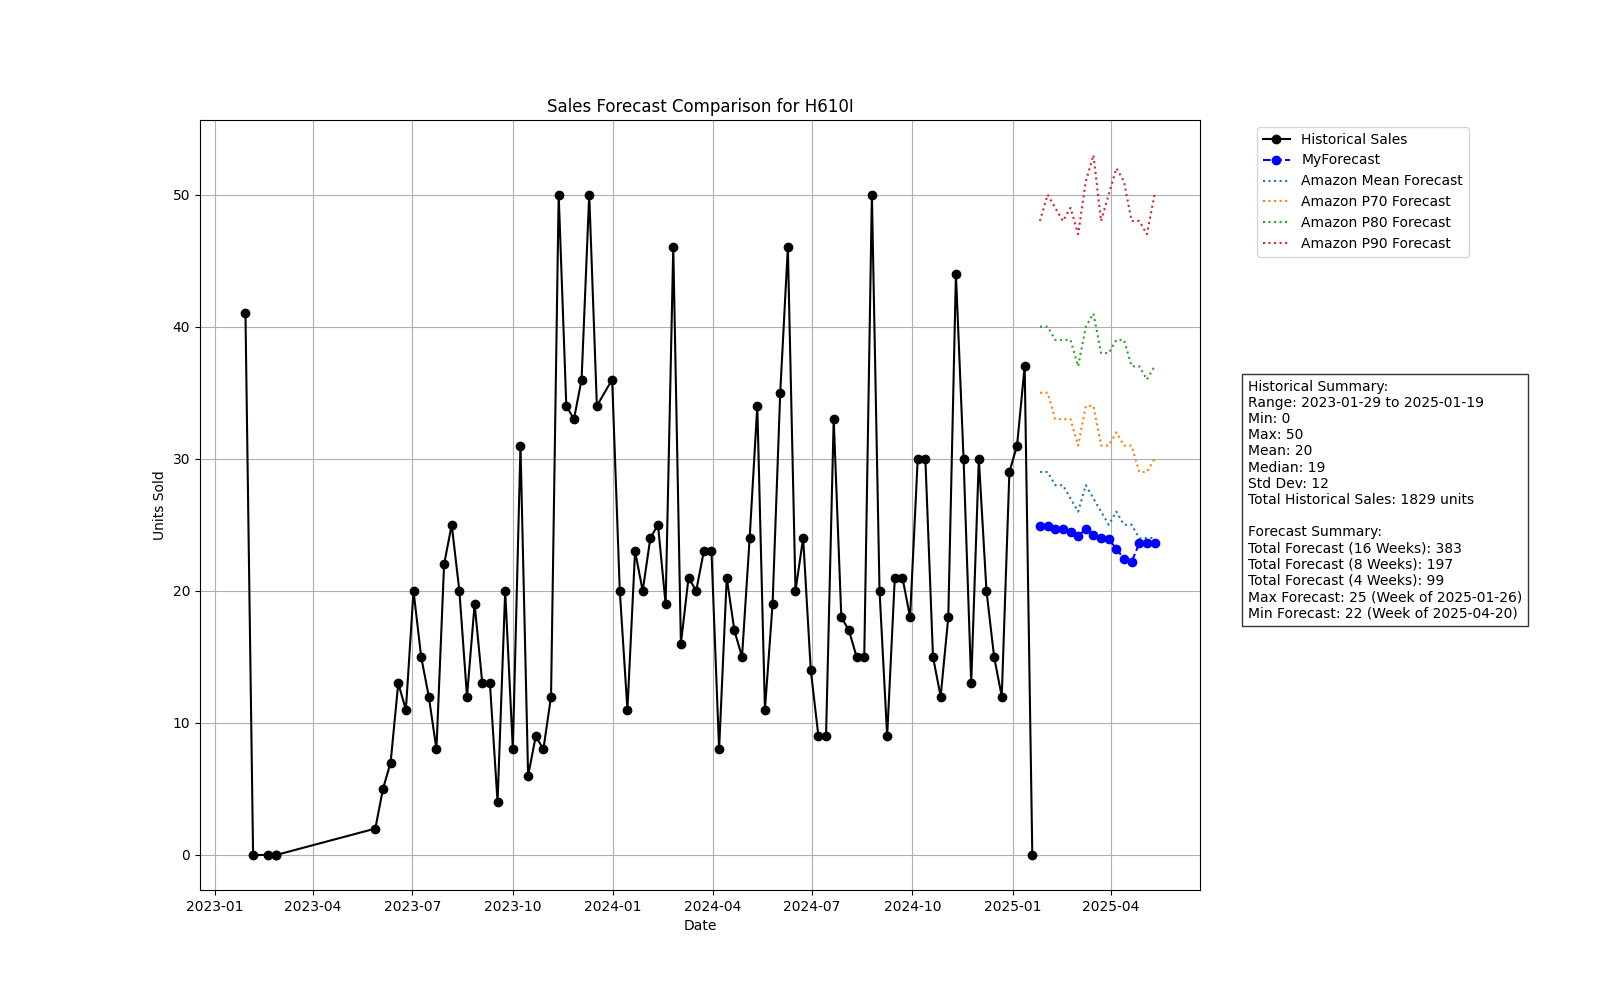 Sales Forecast Comparison for H610I
Historical Sales
MyForecast
Amazon Mean Forecast
Amazon P70 Forecast
Amazon P80 Forecast
Amazon P90 Forecast
50
40
30
20
10
0
Units Sold
2023-01 2023-04 2023-07 2023-10 2024-01 2024-04 2024-07 2024-10 2025-01 2025-04
Date
Historical Summary:
Range: 2023-01-29 to 2025-01-19
Min: 0
Max: 50
Mean: 20
Median: 19
Std Dev: 12
Total Historical Sales: 1829 units
Forecast Summary:
Total Forecast (16 Weeks): 383
Total Forecast (8 Weeks): 197
Total Forecast (4 Weeks): 99
Max Forecast: 25 (Week of 2025-01-26)
Min Forecast: 22 (Week of 2025-04-20)